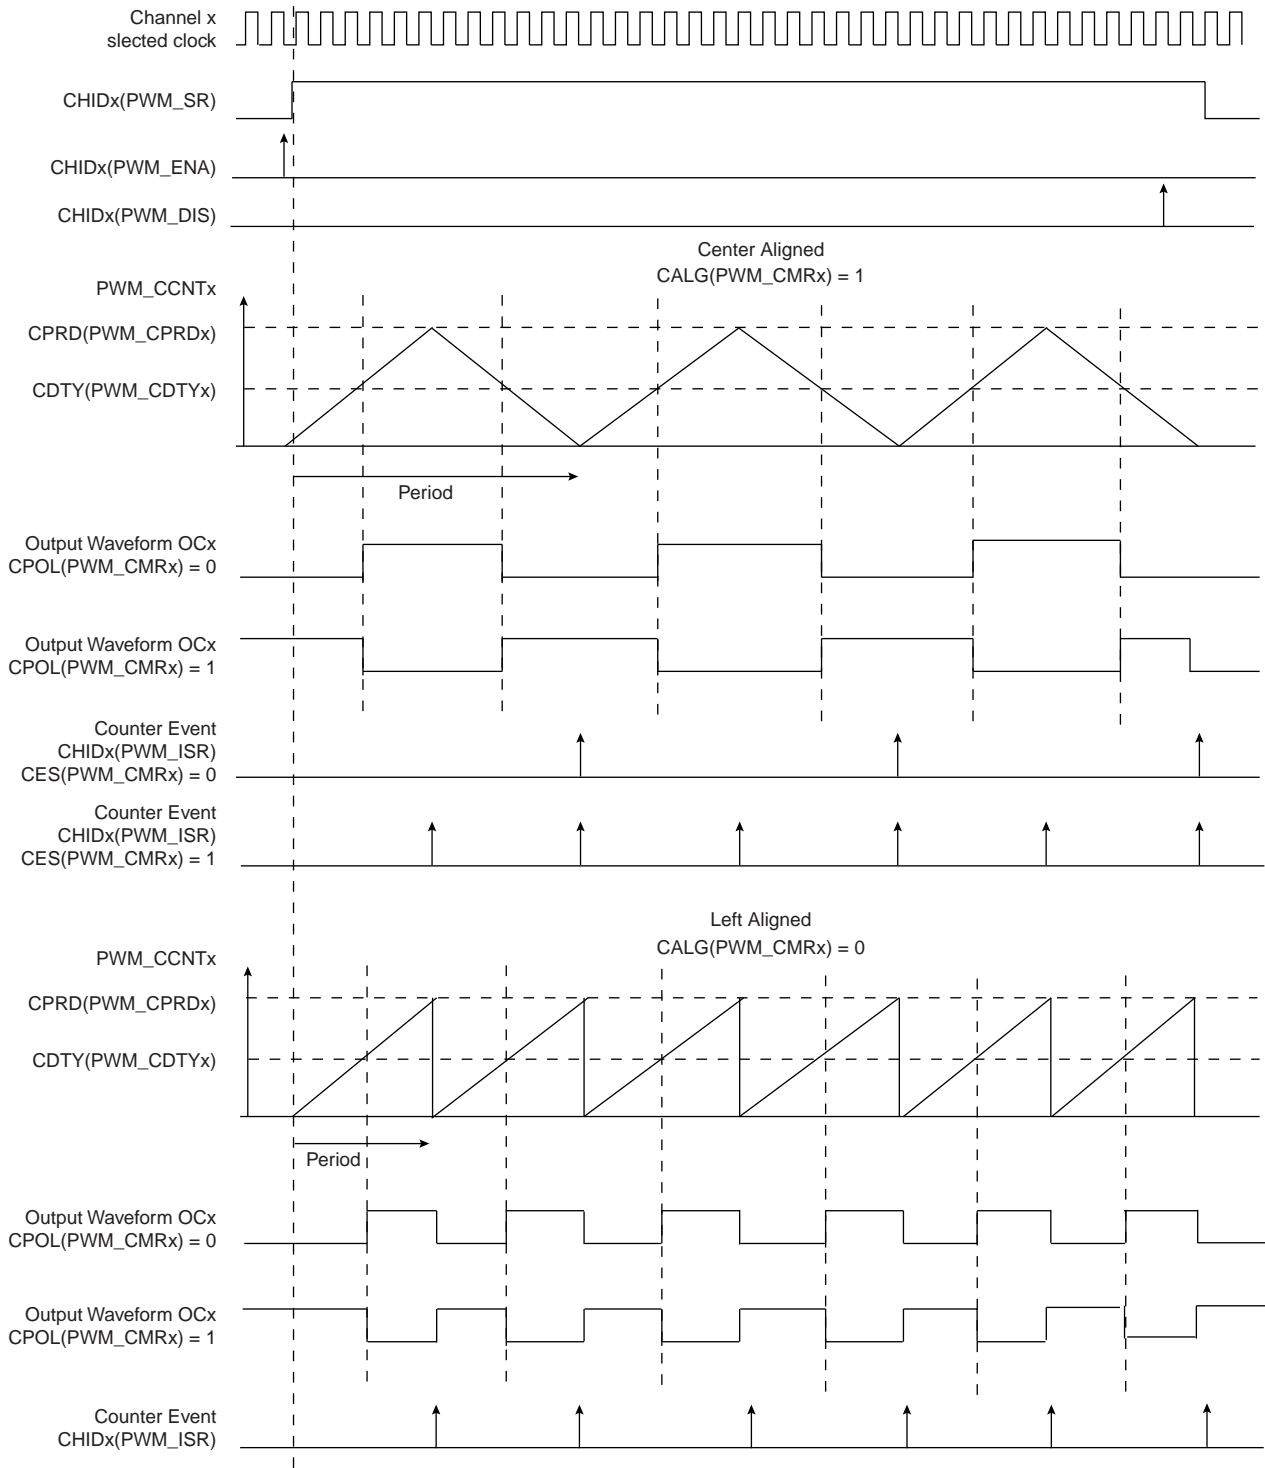 Channel x
slected clock
CHIDx(PWM_SR)
CHIDx(PWM_ENA)
CHIDx(PWM_DIS)
Center Aligned
CALG(PWM_CMRx) = 1
PWM_CCNTx
CPRD(PWM_CPRDx)
CDTY(PWM_CDTYx)
Period
Output Waveform OCx
CPOL(PWM_CMRx) = 0
Output Waveform OCx
CPOL(PWM_CMRx) = 1
Counter Event
CHIDx(PWM_ISR)
CES(PWM_CMRx) = 0
Counter Event
CHIDx(PWM_ISR)
CES(PWM_CMRx) = 1
Left Aligned
CALG(PWM_CMRx) = 0
PWM_CCNTx
CPRD(PWM_CPRDx)
CDTY(PWM_CDTYx)
Period
Output Waveform OCx
CPOL(PWM_CMRx) = 0
Output Waveform OCx
CPOL(PWM_CMRx) = 1
Counter Event
CHIDx(PWM_ISR)